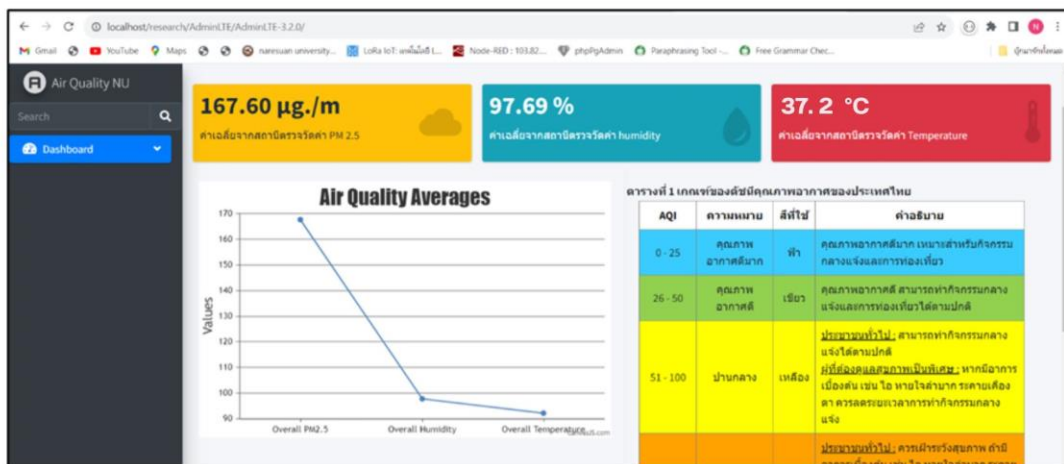 localhost/research/AdminLTE/AdminLTE-3.2.0/
Gmail
YouTube
Maps
naresuan university...
LoRa IoT: เทคโนโลยี L...
Node-RED : 103.82....
phpPgAdmin
Paraphrasing Tool -...
Free Grammar Chec...
บุ๊กมาร์กทั้งหมด
Air Quality NU
Search
Dashboard
167.60 µg./m
ค่าเฉลี่ยจากสถานีตรวจวัดค่า PM 2.5
97.69 %
ค่าเฉลี่ยจากสถานีตรวจวัดค่า humidity
37. 2 °C
ค่าเฉลี่ยจากสถานีตรวจวัดค่า Temperature
Air Quality Averages
Values
170
160
150
140
130
120
110
100
90
Overall PM2.5
Overall Humidity
Overall Temperature
ตารางที่ 1 เกณฑ์ของดัชนีคุณภาพอากาศของประเทศไทย
AQI ความหมาย สีที่ใช้ คำอธิบาย
0 - 25
คุณภาพ
อากาศดีมาก
ฟ้า
คุณภาพอากาศดีมาก เหมาะสำหรับกิจกรรม
กลางแจ้งและการท่องเที่ยว
26 - 50
คุณภาพ
อากาศดี
เขียว
คุณภาพอากาศดี สามารถทำกิจกรรมกลาง
แจ้งและการท่องเที่ยวได้ตามปกติ
51 - 100
ปานกลาง
เหลือง
ประชาชนทั่วไป : สามารถทำกิจกรรมกลาง
แจ้งได้ตามปกติ
ผู้ที่ต้องดูแลสุขภาพเป็นพิเศษ : หากมีอาการ
เบื้องต้น เช่น ไอ หายใจลำบาก ระคายเคือง
ตา ควรลดระยะเวลาการทำกิจกรรมกลาง
แจ้ง
ประชาชนทั่วไป : ควรเฝ้าระวังสุขภาพ ถ้ามี